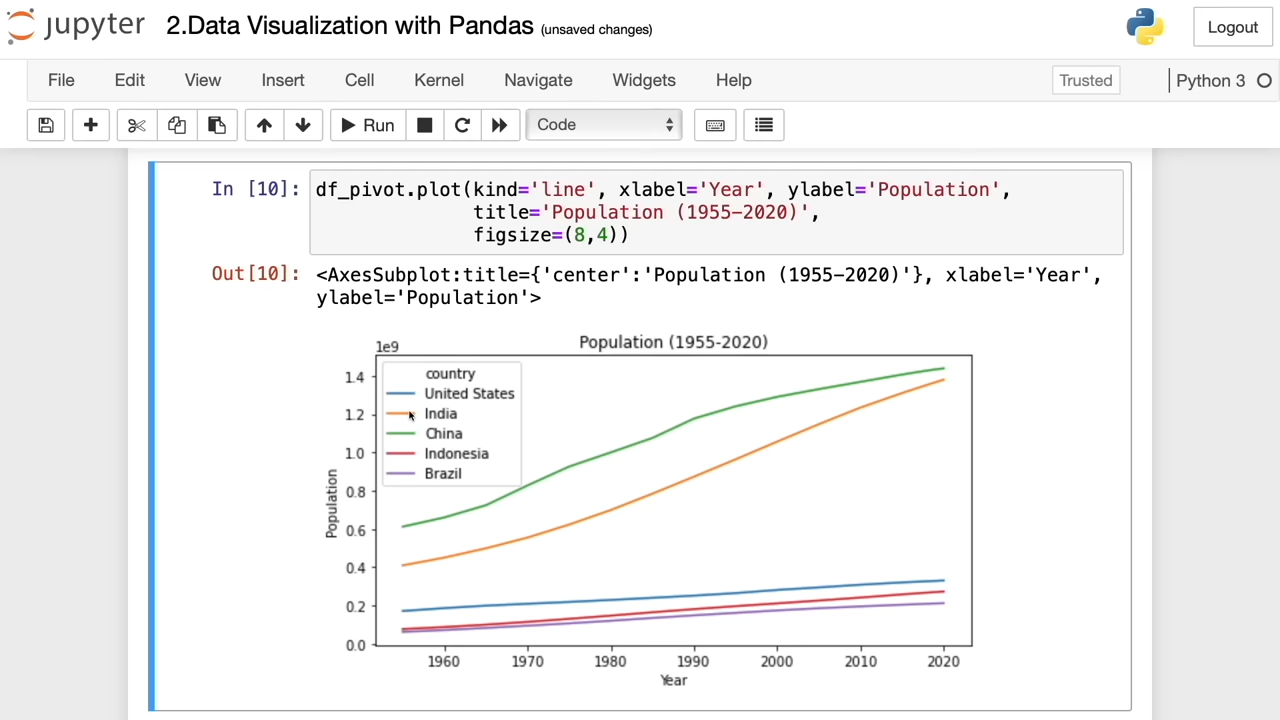 jupyter 2.Data Visualization with Pandas (unsaved changes) Logout
File Edit View Insert Cell Kernel Navigate Widgets Help Trusted Python 3
Run Code
In [10]: df_pivot.plot(kind='line', xlabel='Year', ylabel='Population',
title='Population (1955-2020)',
figsize=(8,4))
Out[10]: <AxesSubplot:title={'center':'Population (1955-2020)'}, xlabel='Year',
ylabel='Population'>
Population (1955-2020)
1e9
country
United States
India
China
Indonesia
Brazil
1.4
1.2
1.0
0.8
0.6
0.4
0.2
0.0
Population
1960 1970 1980 1990 2000 2010 2020
Year